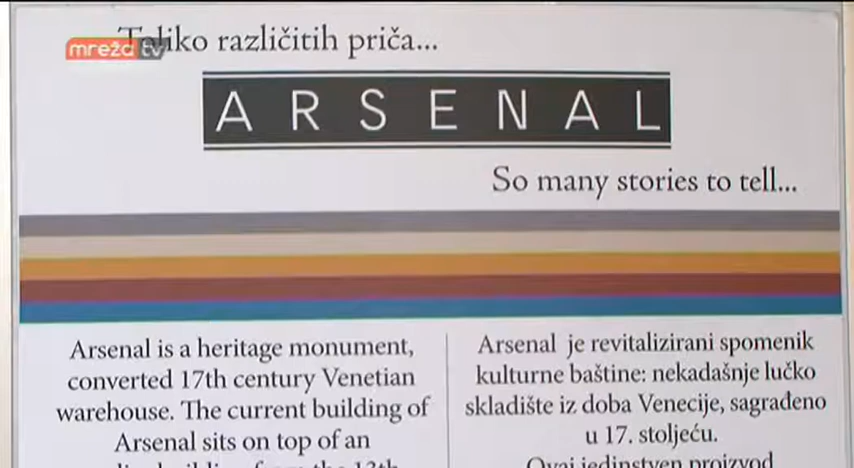 Toliko različitih priča...
mreža tv
ARSENAL
So many stories to tell...
Arsenal is a heritage monument,
converted 17th century Venetian
warehouse. The current building of
Arsenal sits on top of an
Arsenal je revitalizirani spomenik
kulturne baštine: nekadašnje lučko
skladište iz doba Venecije, sagrađeno
u 17. stoljeću.
Ovaj jedinstven proizvod